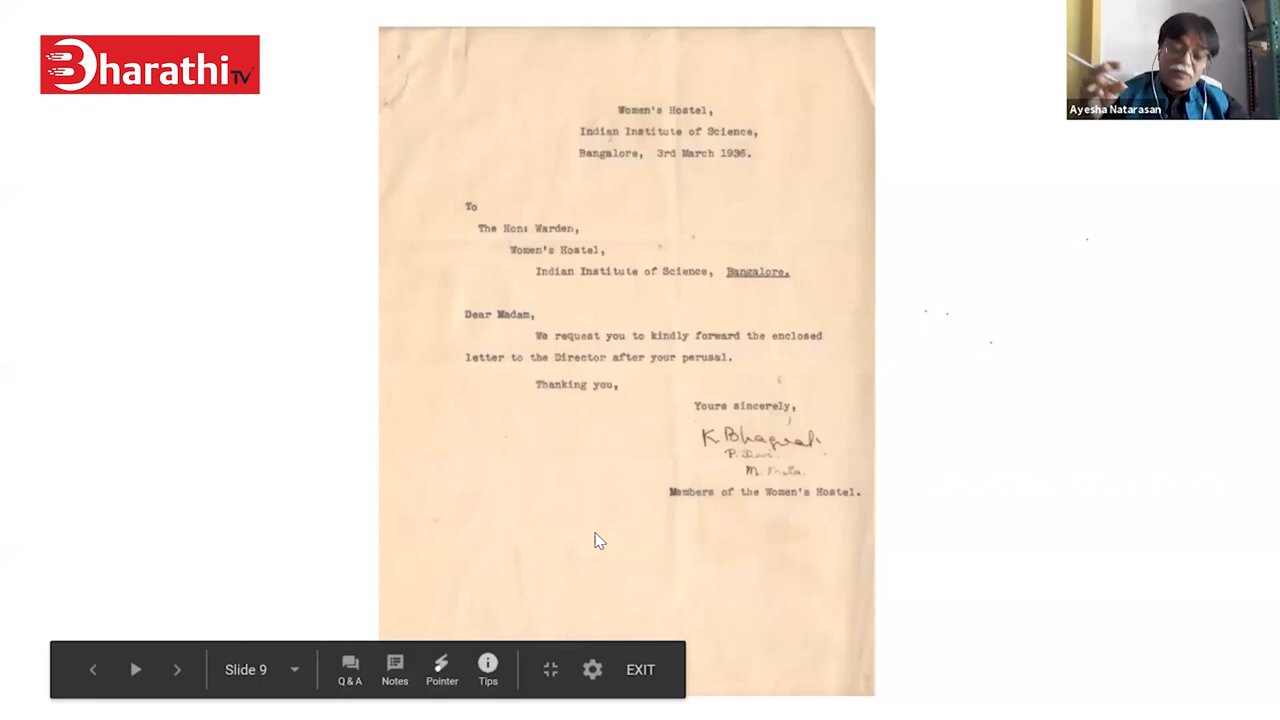 Bharathi TV
Ayesha Natarasan
Women's Hostel,
Indian Institute of Science,
Bangalore, 3rd March 1936.
To
The Hon: Warden,
Women's Hostel,
Indian Institute of Science, Bangalore.
Dear Madam,
We request you to kindly forward the enclosed
letter to the Director after your perusal.
Thanking you,
Yours sincerely,
K Bhagvati
P.
M.
Members of the Women's Hostel.
Slide 9
Q & A
Notes
Pointer
Tips
EXIT